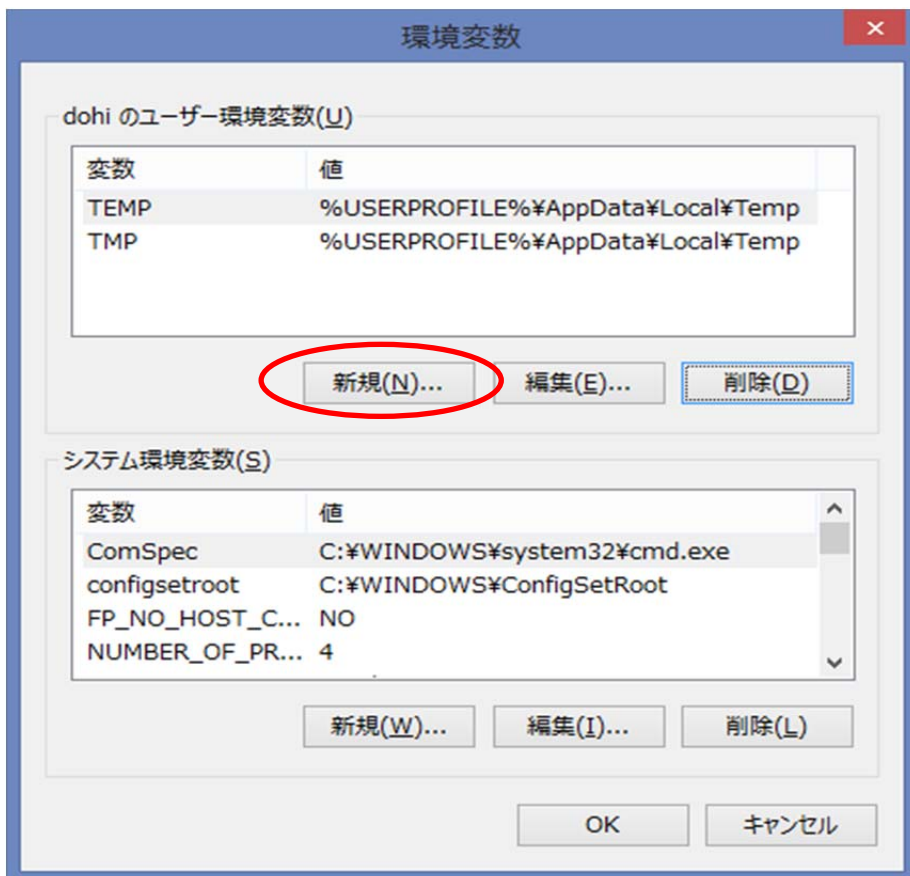 環境変数
dohi のユーザー環境変数(U)
変数 値
TEMP %USERPROFILE%¥AppData¥Local¥Temp
TMP %USERPROFILE%¥AppData¥Local¥Temp
新規(N)... 編集(E)... 削除(D)
システム環境変数(S)
変数 値
ComSpec C:¥WINDOWS¥system32¥cmd.exe
configsetroot C:¥WINDOWS¥ConfigSetRoot
FP_NO_HOST_C... NO
NUMBER_OF_PR... 4
新規(W)... 編集(I)... 削除(L)
OK キャンセル